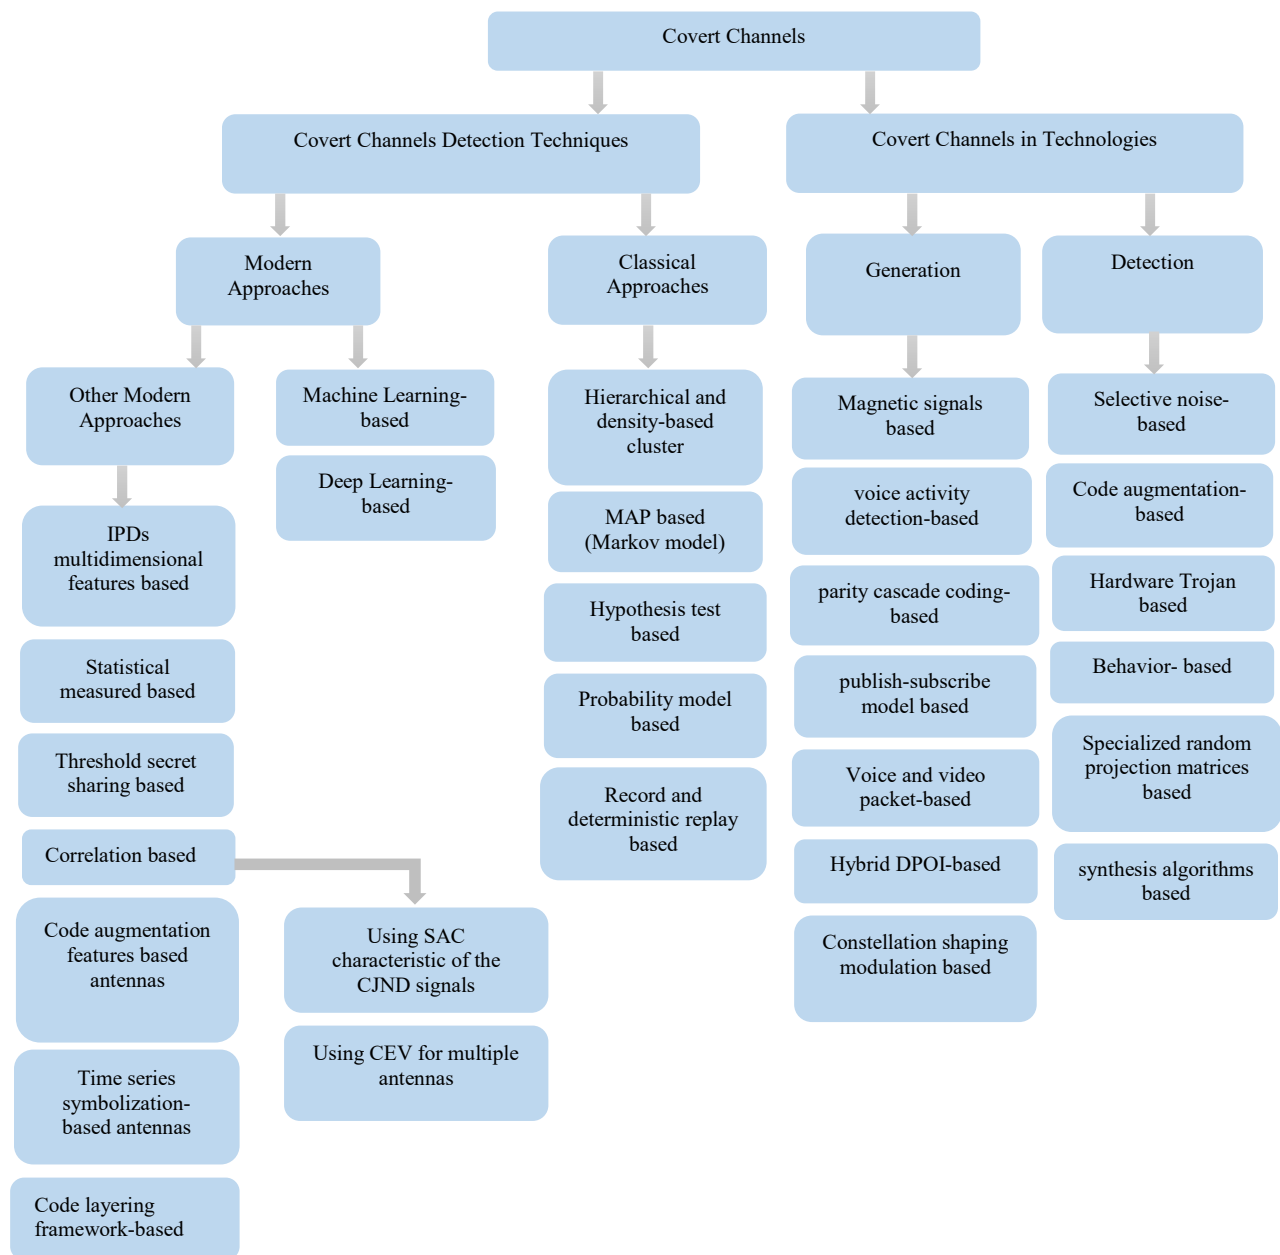 Covert Channels
Covert Channels Detection Techniques
Covert Channels in Technologies
Modern
Approaches
Classical
Approaches
Generation
Detection
Other Modern
Approaches
Machine Learning-
based
Deep Learning-
based
IPDs
multidimensional
features based
Statistical
measured based
Threshold secret
sharing based
Correlation based
Code augmentation
features based
antennas
Time series
symbolization-
based antennas
Code layering
framework-based
Using SAC
characteristic of the
CJND signals
Using CEV for multiple
antennas
Hierarchical and
density-based
cluster
MAP based
(Markov model)
Hypothesis test
based
Probability model
based
Record and
deterministic replay
based
Magnetic signals
based
voice activity
detection-based
parity cascade coding-
based
publish-subscribe
model based
Voice and video
packet-based
Hybrid DPOI-based
Constellation shaping
modulation based
Selective noise-
based
Code augmentation-
based
Hardware Trojan
based
Behavior- based
Specialized random
projection matrices
based
synthesis algorithms
based